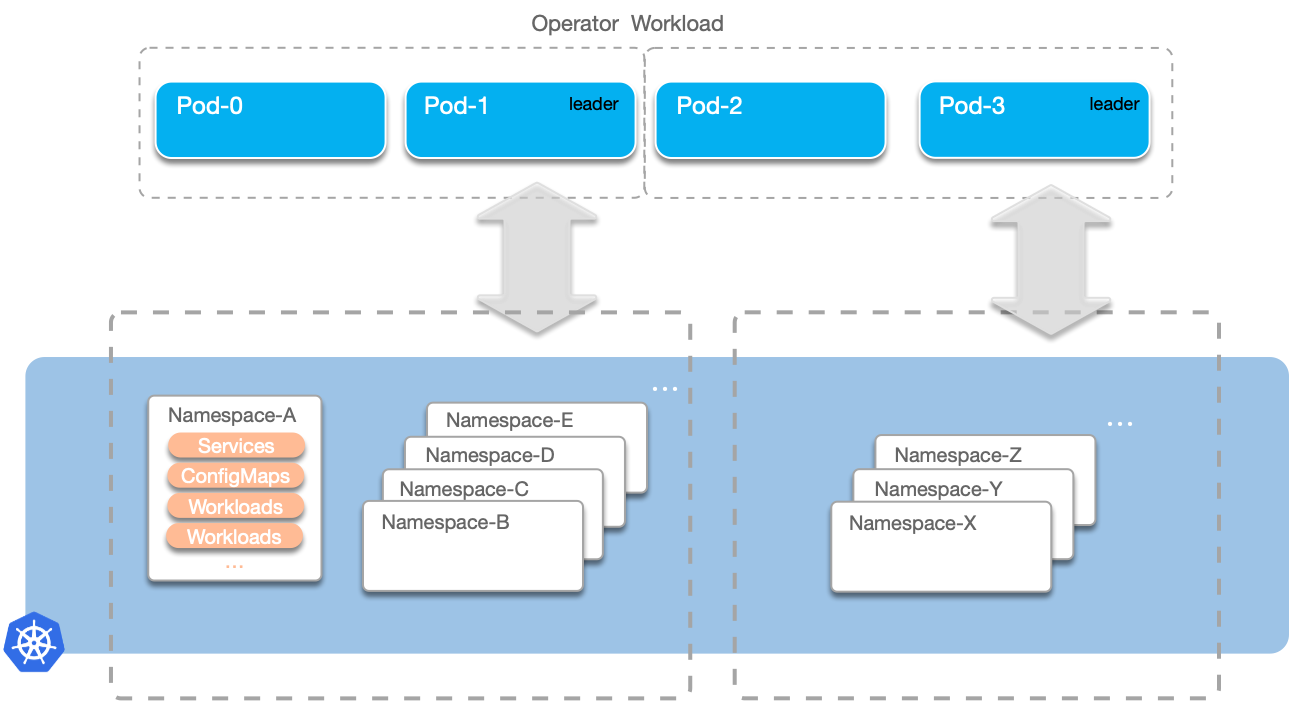 Operator Workload
Pod-0
Pod-1
leader
Pod-2
Pod-3
leader
Namespace-A
Services
ConfigMaps
Workloads
Workloads
...
...
Namespace-E
Namespace-D
Namespace-C
Namespace-B
...
Namespace-Z
Namespace-Y
Namespace-X